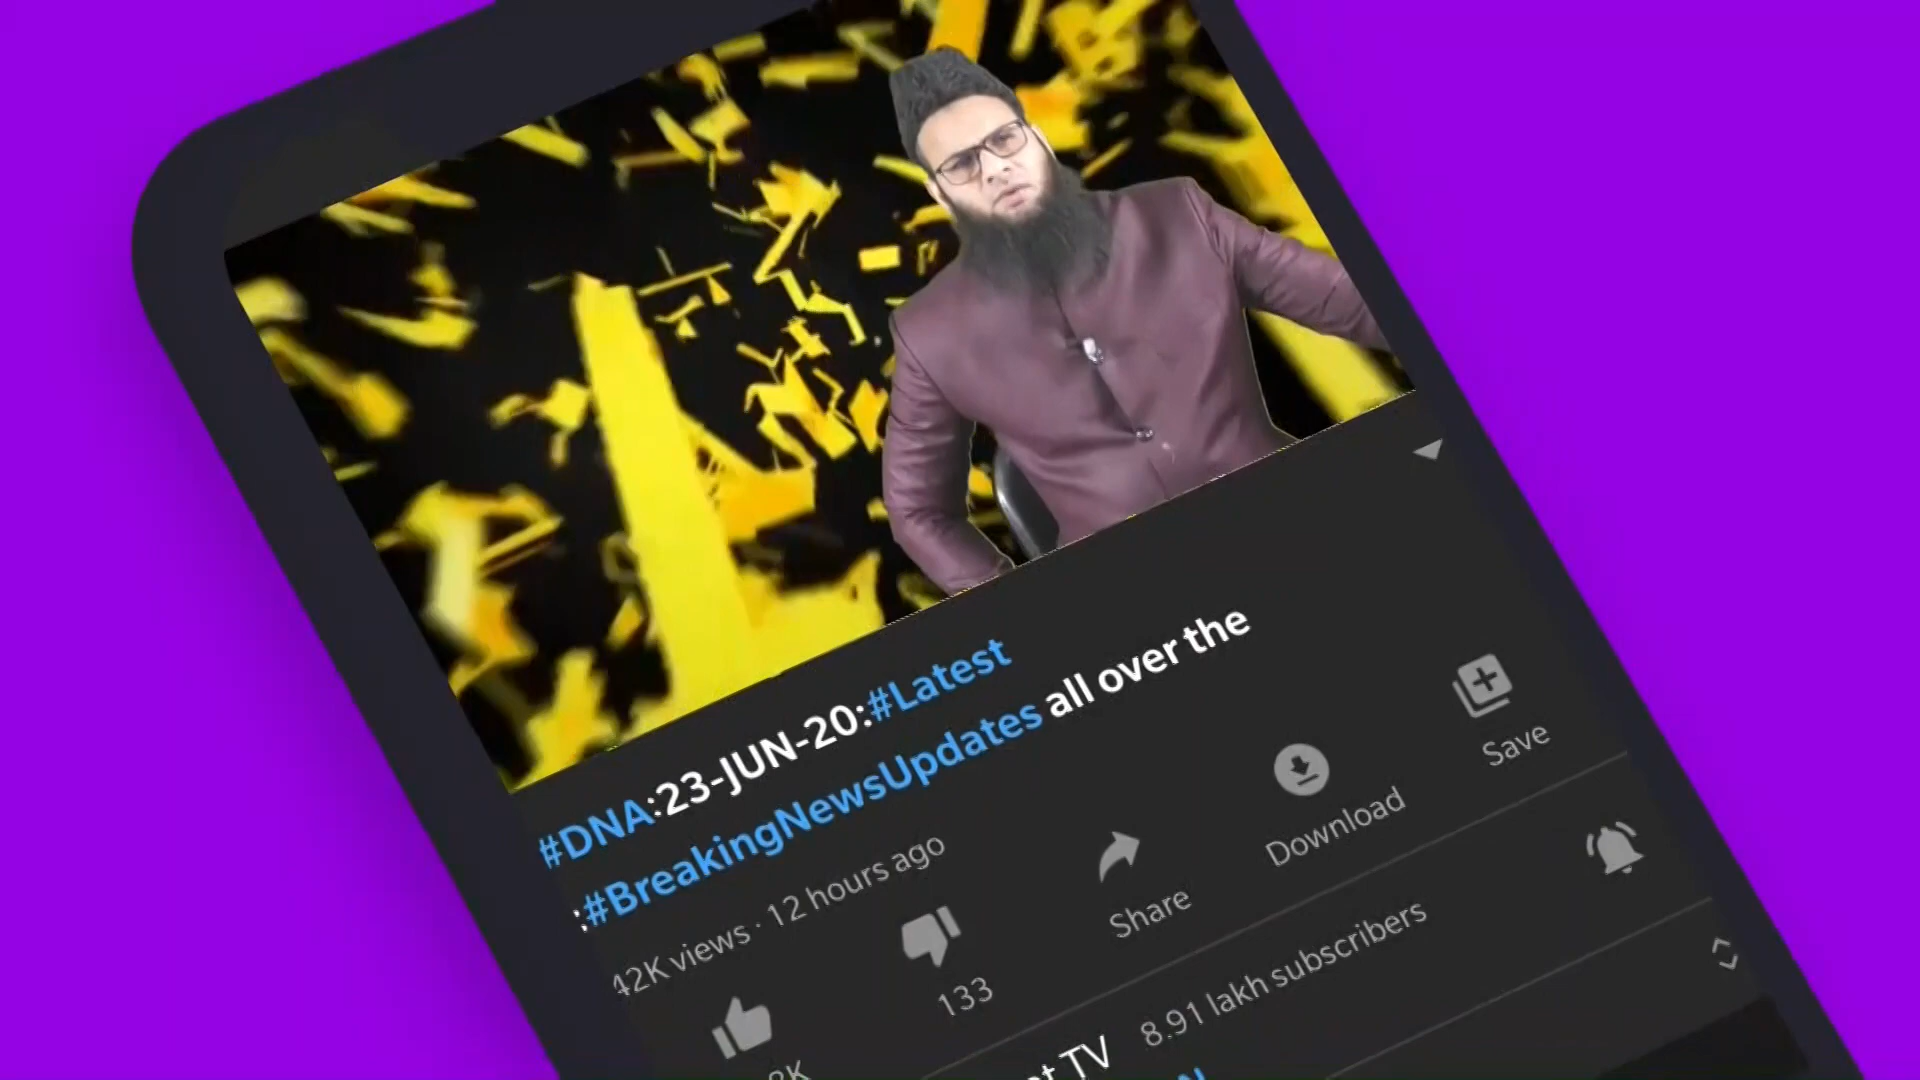 #DNA:23-JUN-20:#Latest
;#BreakingNewsUpdates all over the
42K views · 12 hours ago
133
Share
Download
Save
TV 8.91 lakh subscribers